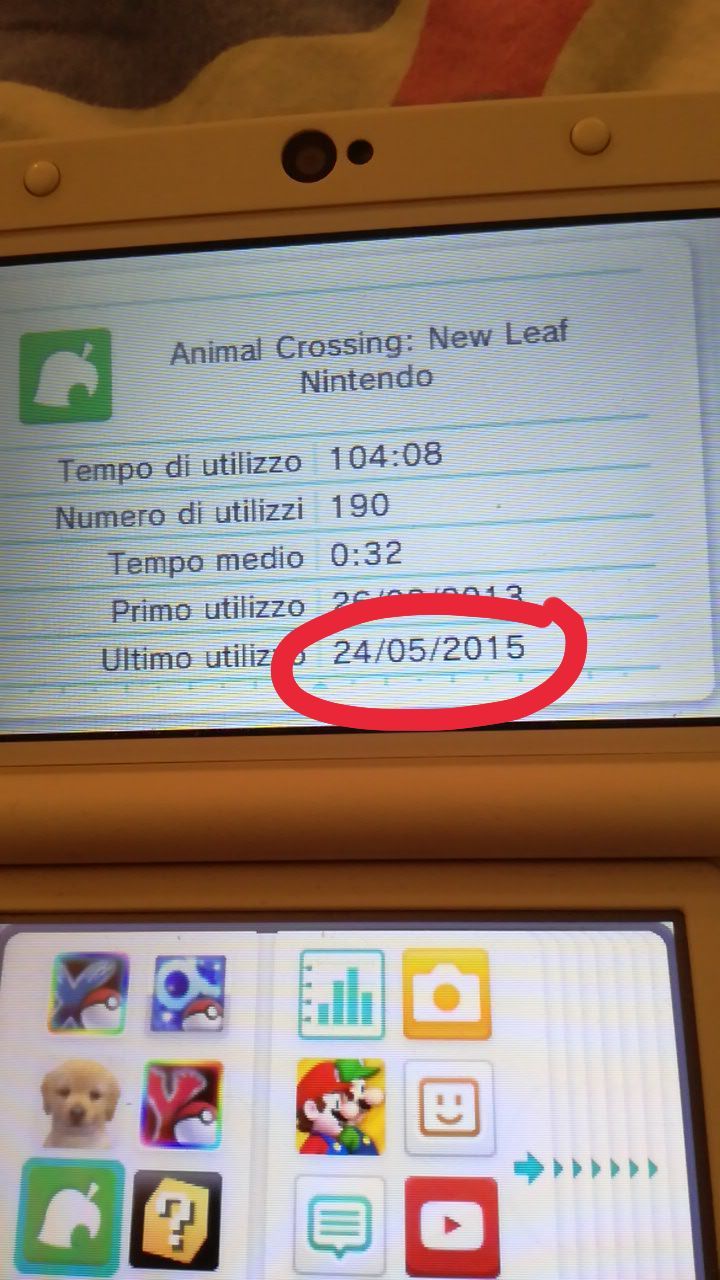 Animal Crossing: New Leaf
Nintendo
Tempo di utilizzo 104:08
Numero di utilizzi 190
Tempo medio 0:32
Primo utilizzo
Ultimo utilizzo 24/05/2015
X
Y
?